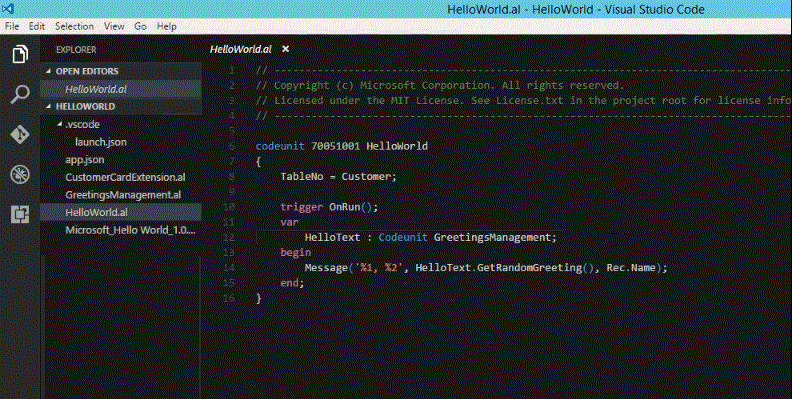 HelloWorld.al - HelloWorld - Visual Studio Code
File Edit Selection View Go Help
EXPLORER
OPEN EDITORS
HelloWorld.al
HELLOWORLD
.vscode
launch.json
app.json
CustomerCardExtension.al
GreetingsManagement.al
HelloWorld.al
Microsoft_Hello World_1.0....
HelloWorld.al ×
1 // ------------------------------------------------------------------------------------------------
2 // Copyright (c) Microsoft Corporation. All rights reserved.
3 // Licensed under the MIT License. See License.txt in the project root for license info
4 // ------------------------------------------------------------------------------------------------
5
6 codeunit 70051001 HelloWorld
7 {
8 TableNo = Customer;
9
10 trigger OnRun();
11 var
12 HelloText : Codeunit GreetingsManagement;
13 begin
14 Message('%1, %2', HelloText.GetRandomGreeting(), Rec.Name);
15 end;
16 }